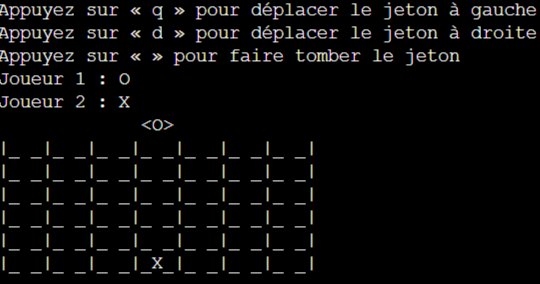 Appuyez sur « q » pour déplacer le jeton à gauche
Appuyez sur « d » pour déplacer le jeton à droite
Appuyez sur « » pour faire tomber le jeton
Joueur 1 : O
Joueur 2 : X
<O>
|_ _|_ _|_ _|_ _|_ _|_ _|_ _|
|_ _|_ _|_ _|_ _|_ _|_ _|_ _|
|_ _|_ _|_ _|_ _|_ _|_ _|_ _|
|_ _|_ _|_ _|_ _|_ _|_ _|_ _|
|_ _|_ _|_ _|_ _|_ _|_ _|_ _|
|_ _|_ _|_ _|_X_|_ _|_ _|_ _|